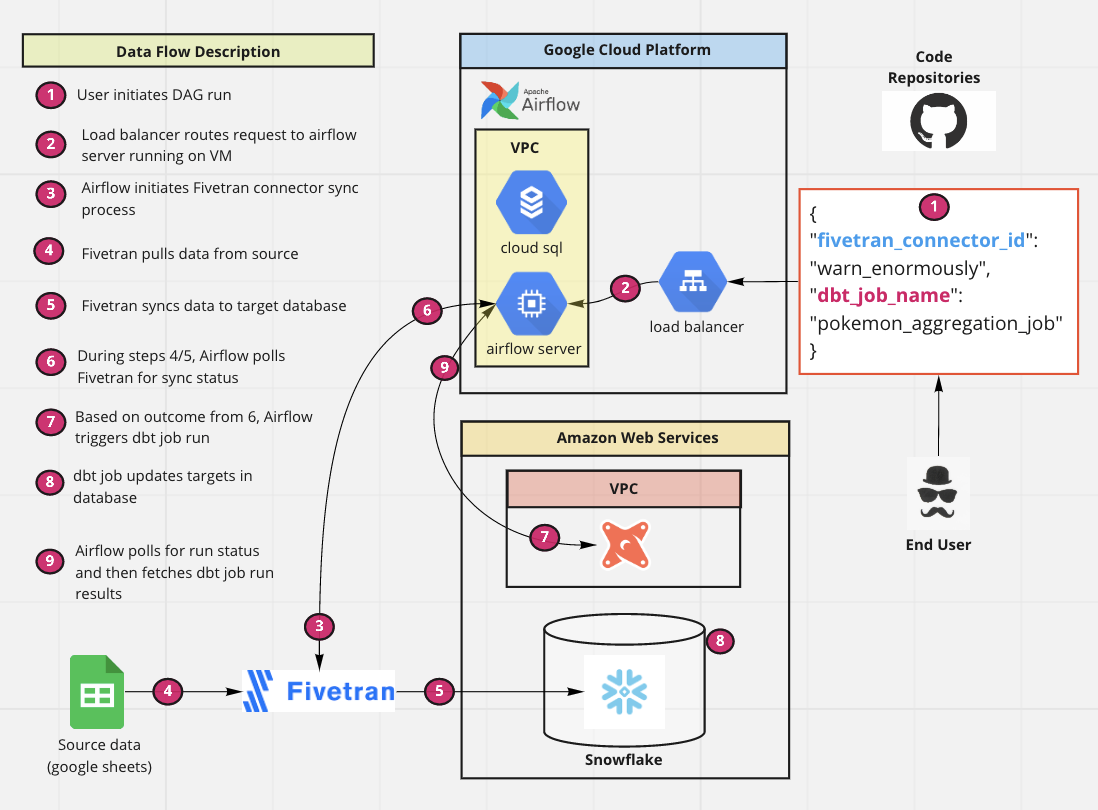 Data Flow Description
1 User initiates DAG run
2 Load balancer routes request to airflow
server running on VM
3 Airflow initiates Fivetran connector sync
process
4 Fivetran pulls data from source
5 Fivetran syncs data to target database
6 During steps 4/5, Airflow polls
Fivetran for sync status
7 Based on outcome from 6, Airflow
triggers dbt job run
8 dbt job updates targets in
database
9 Airflow polls for run status
and then fetches dbt job run
results
Google Cloud Platform
Apache
Airflow
VPC
cloud sql
airflow server
2
load balancer
6
9
Code
Repositories
1
{
"fivetran_connector_id":
"warn_enormously",
"dbt_job_name":
"pokemon_aggregation_job"
}
End User
Amazon Web Services
VPC
7
8
Snowflake
3
4
Fivetran
5
Source data
(google sheets)